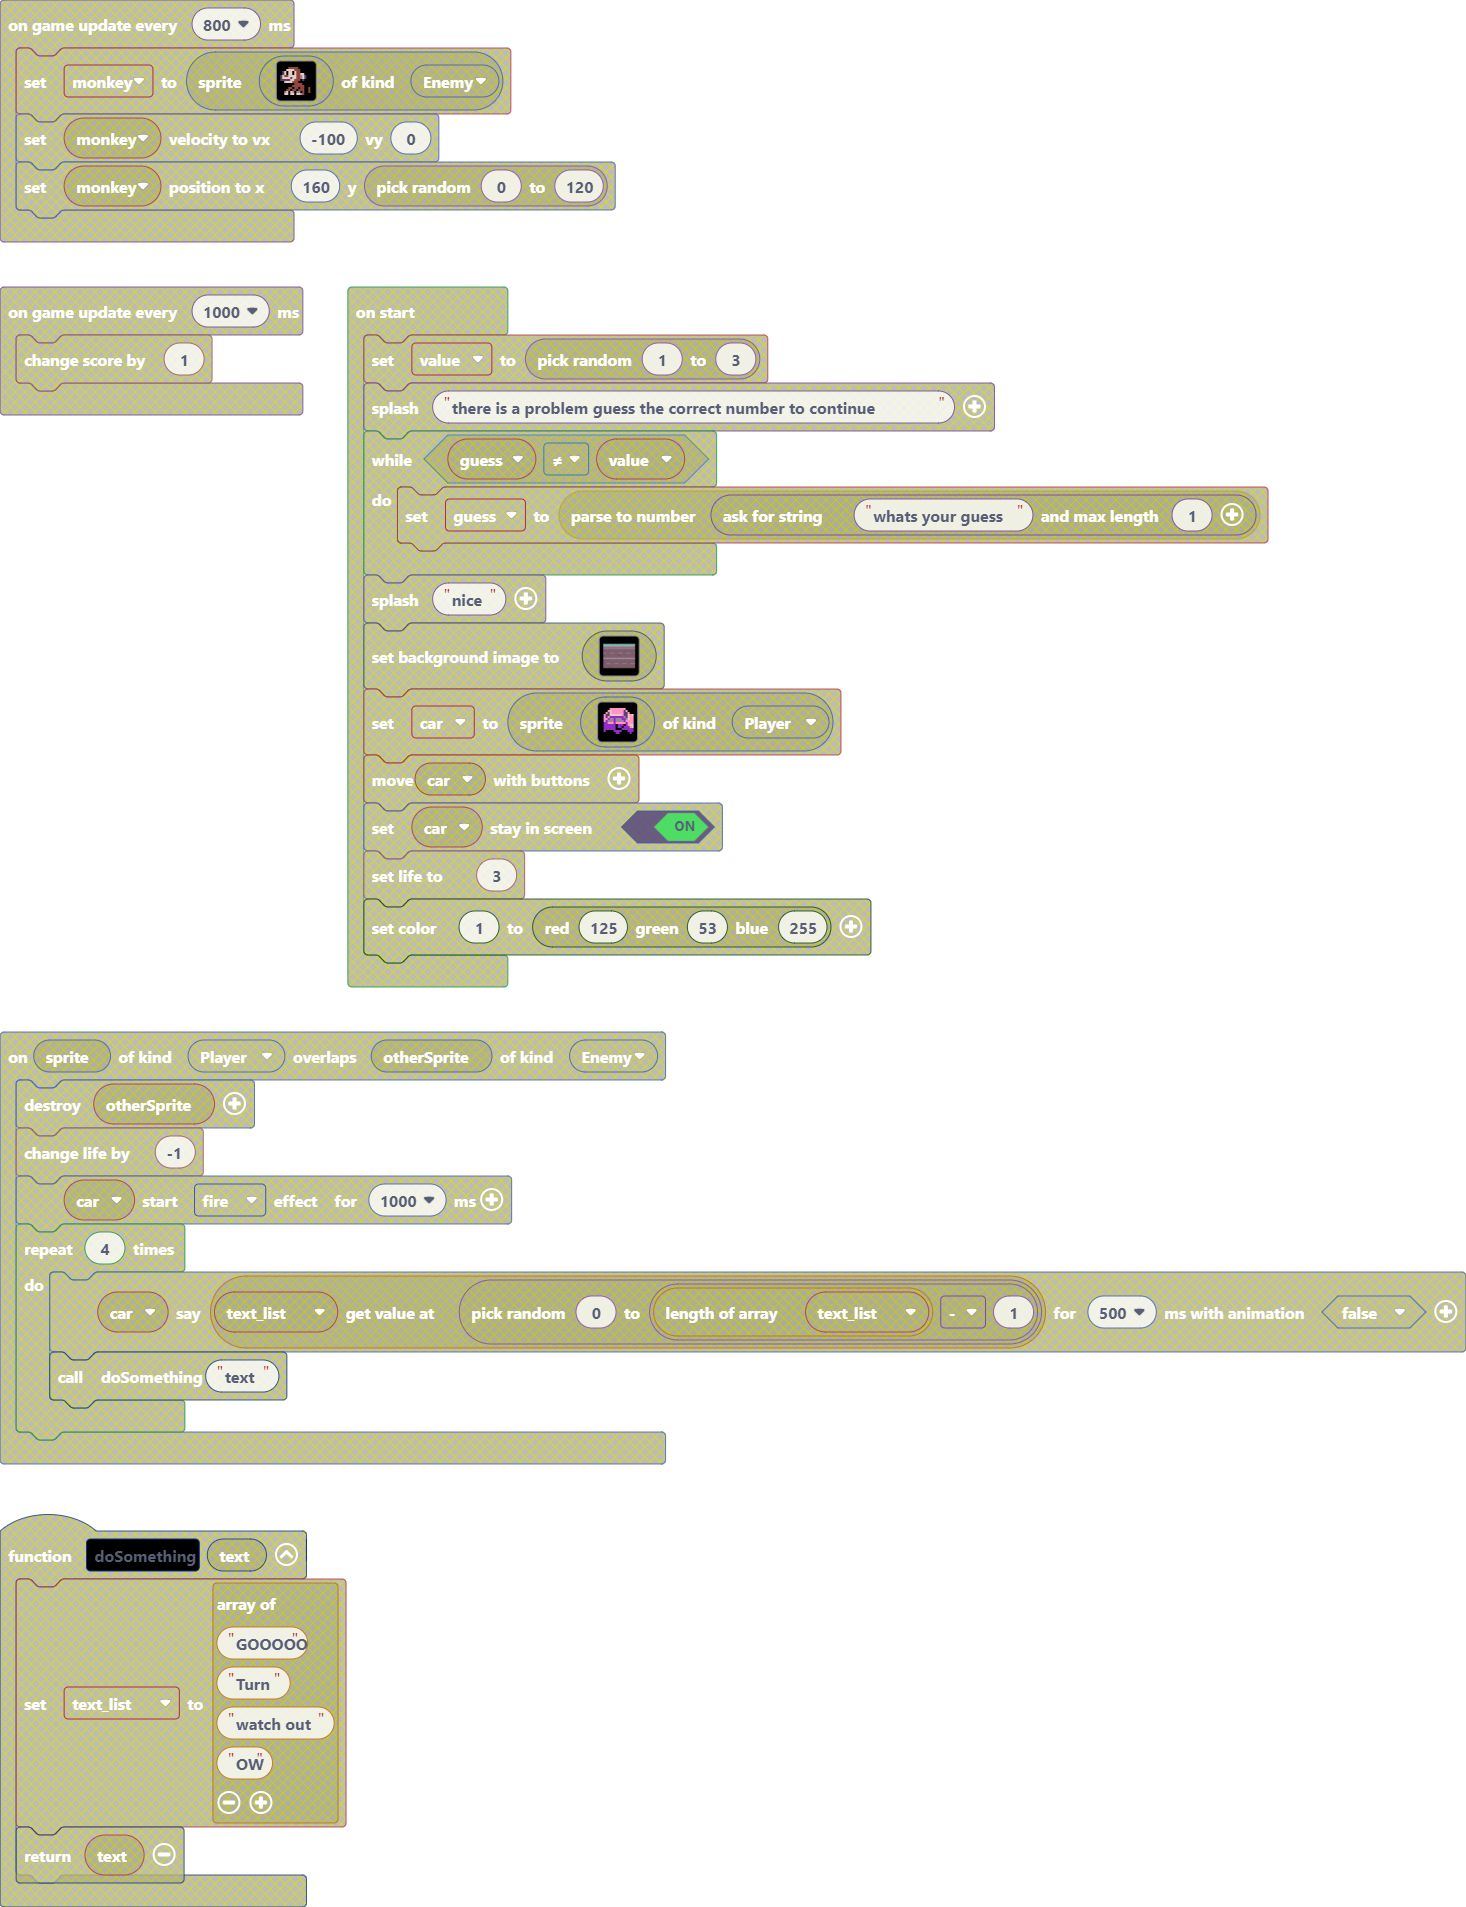 on game update every 800 ms
set monkey to sprite of kind Enemy
set monkey velocity to vx -100 vy 0
set monkey position to x 160 y pick random 0 to 120
on game update every 1000 ms
change score by 1
on start
set value to pick random 1 to 3
splash "there is a problem guess the correct number to continue"
while guess ≠ value
do set guess to parse to number ask for string "whats your guess" and max length 1
splash "nice"
set background image to
set car to sprite of kind Player
move car with buttons
set car stay in screen ON
set life to 3
set color 1 to red 125 green 53 blue 255
on sprite of kind Player overlaps otherSprite of kind Enemy
destroy otherSprite
change life by -1
car start fire effect for 1000 ms
repeat 4 times
do car say text_list get value at pick random 0 to length of array text_list - 1 for 500 ms with animation false
call doSomething "text"
function doSomething text
array of
"GOOOOO"
"Turn"
set text_list to
"watch out"
"OW"
return text